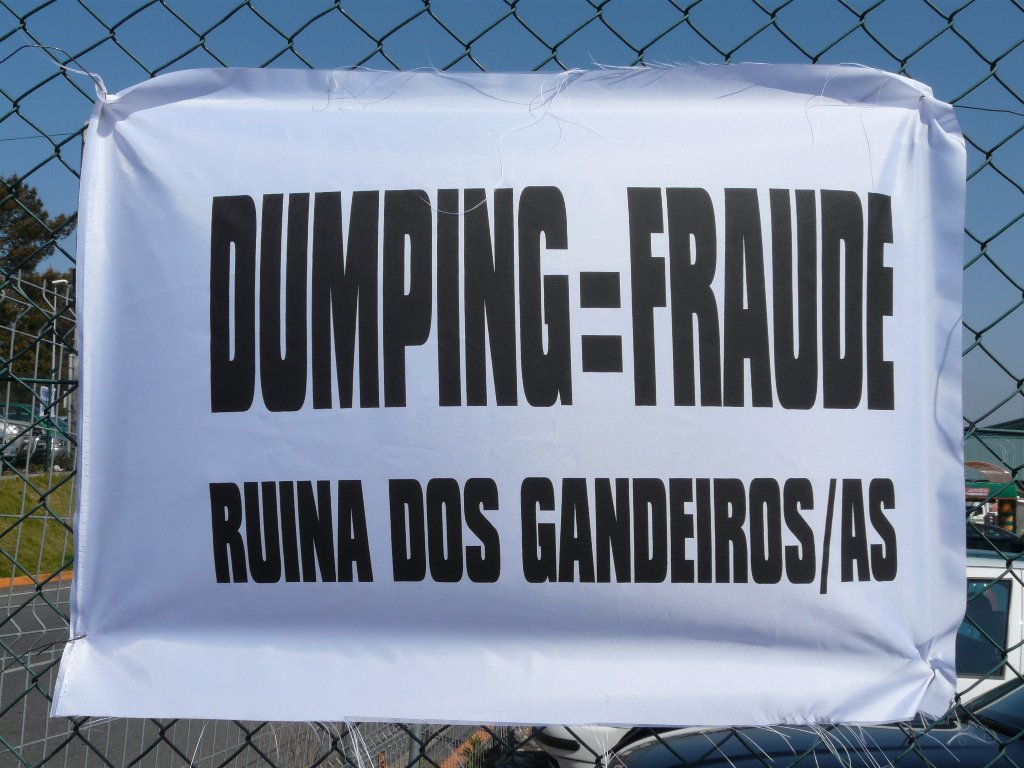 DUMPING=FRAUDE
RUINA DOS GANDEIROS/AS